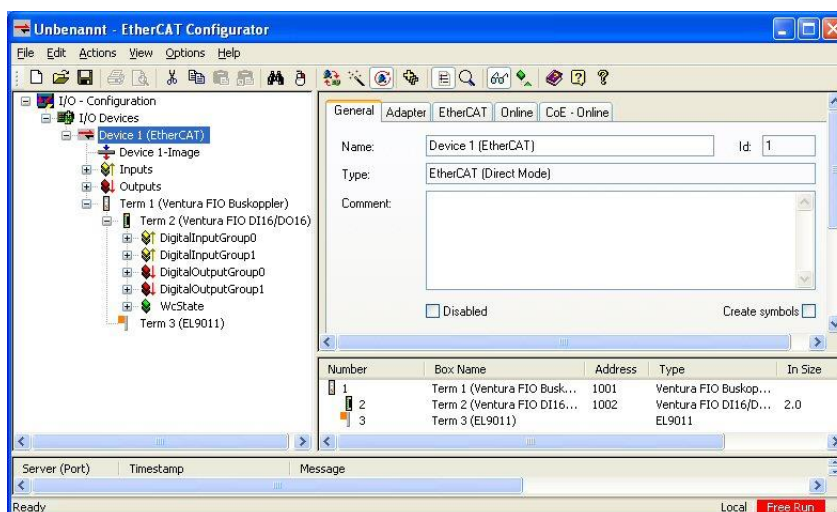 Unbenannt - EtherCAT Configurator
File Edit Actions View Options Help
I/O - Configuration
I/O Devices
Device 1 (EtherCAT)
Device 1-Image
Inputs
Outputs
Term 1 (Ventura FIO Buskoppler)
Term 2 (Ventura FIO DI16/DO16)
DigitalInputGroup0
DigitalInputGroup1
DigitalOutputGroup0
DigitalOutputGroup1
WcState
Term 3 (EL9011)
General Adapter EtherCAT Online CoE - Online
Name: Device 1 (EtherCAT) Id: 1
Type: EtherCAT (Direct Mode)
Comment:
Disabled Create symbols
Number Box Name Address Type In Size
1 Term 1 (Ventura FIO Busk... 1001 Ventura FIO Buskop...
2 Term 2 (Ventura FIO DI16... 1002 Ventura FIO DI16/D... 2.0
3 Term 3 (EL9011) EL9011
Server (Port) Timestamp Message
Ready Local Free Run